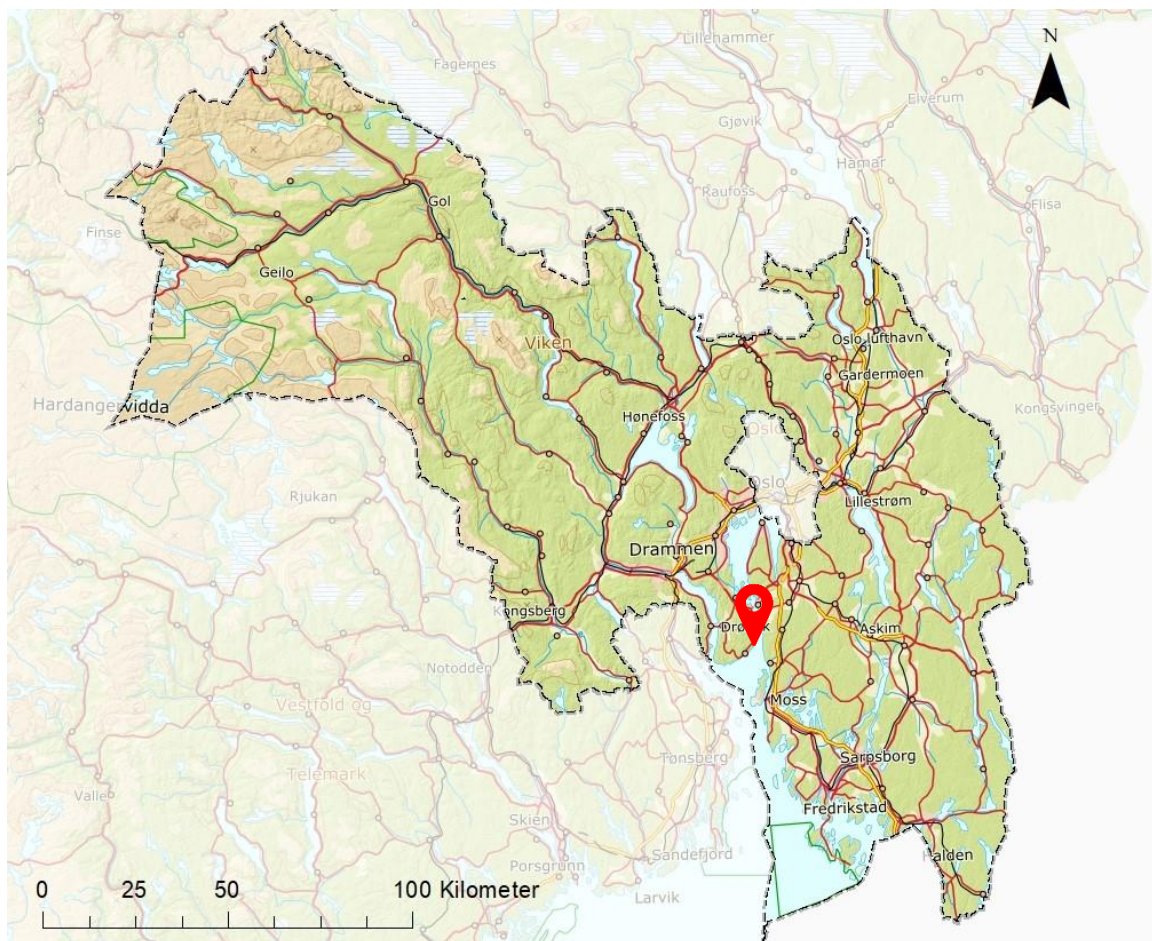 Lillehammer
N
Fagernes
Elverum
Gjøvik
Hamar
Raufoss
Gol
Flisa
Finse
Geilo
Oslo lufthavn
Viken
Gardermoen
Hardangervidda
Hønefoss
Kongsvinger
Oslo
Rjukan
Oslo
Lillestrøm
Drammen
Kongsberg
Askim
Notodden
Moss
Vestfold og
Telemark
Tønsberg
Sarpsborg
Valle
Fredrikstad
Skien
Sandefjord
Halden
Porsgrunn
Larvik
0 25 50 100 Kilometer